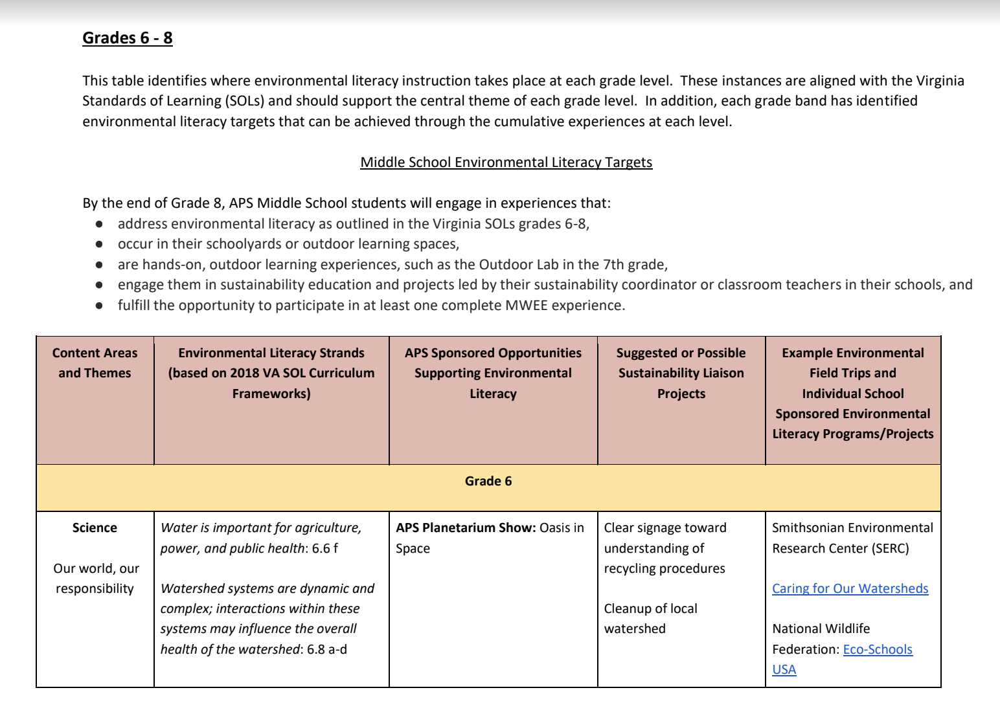 Grades 6 - 8
This table identifies where environmental literacy instruction takes place at each grade level.  These instances are aligned with the Virginia
Standards of Learning (SOLs) and should support the central theme of each grade level.  In addition, each grade band has identified
environmental literacy targets that can be achieved through the cumulative experiences at each level.
Middle School Environmental Literacy Targets
By the end of Grade 8, APS Middle School students will engage in experiences that:
● address environmental literacy as outlined in the Virginia SOLs grades 6-8,
● occur in their schoolyards or outdoor learning spaces,
● are hands-on, outdoor learning experiences, such as the Outdoor Lab in the 7th grade,
● engage them in sustainability education and projects led by their sustainability coordinator or classroom teachers in their schools, and
● fulfill the opportunity to participate in at least one complete MWEE experience.
Content Areas
and Themes
Environmental Literacy Strands
(based on 2018 VA SOL Curriculum
Frameworks)
APS Sponsored Opportunities
Supporting Environmental
Literacy
Suggested or Possible
Sustainability Liaison
Projects
Example Environmental
Field Trips and
Individual School
Sponsored Environmental
Literacy Programs/Projects
Grade 6
Science
Our world, our
responsibility
Water is important for agriculture,
power, and public health: 6.6 f
Watershed systems are dynamic and
complex; interactions within these
systems may influence the overall
health of the watershed: 6.8 a-d
APS Planetarium Show: Oasis in
Space
Clear signage toward
understanding of
recycling procedures
Cleanup of local
watershed
Smithsonian Environmental
Research Center (SERC)
Caring for Our Watersheds
National Wildlife
Federation: Eco-Schools
USA